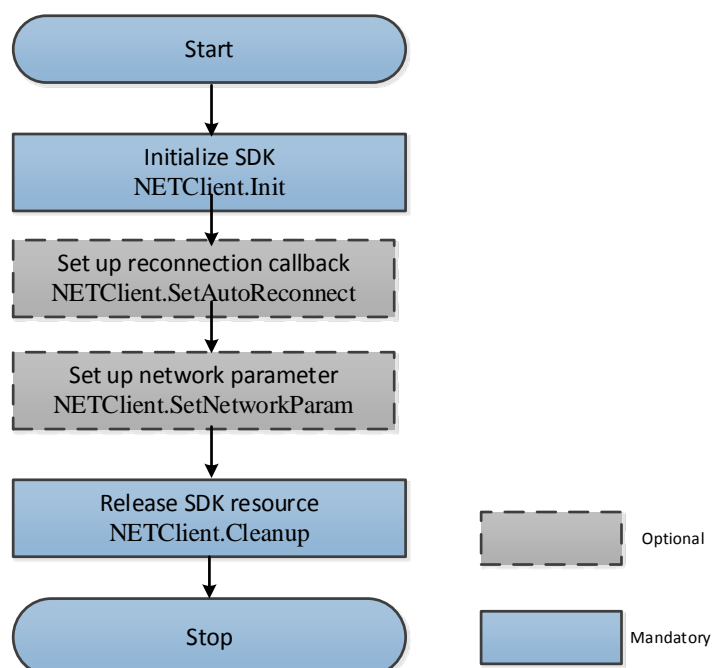 Start
Initialize SDK
NETClient.Init
Set up reconnection callback
NETClient.SetAutoReconnect
Set up network parameter
NETClient.SetNetworkParam
Release SDK resource
NETClient.Cleanup
Stop
Optional
Mandatory